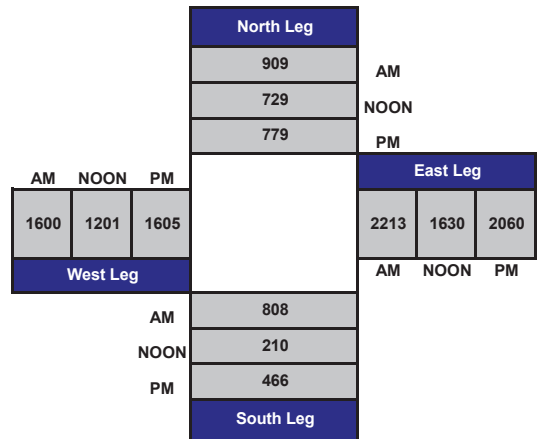 North Leg
909
AM
729
NOON
779
PM
AM NOON PM
East Leg
1600 1201 1605
2213 1630 2060
West Leg
AM NOON PM
AM
808
NOON
210
PM
466
South Leg